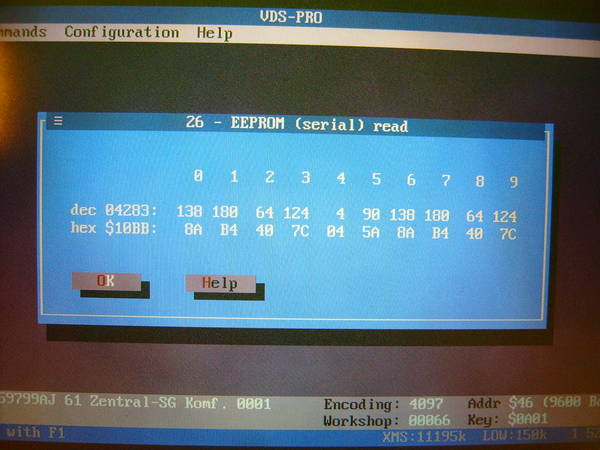 VDS-PRO
mmands Configuration Help
26 - EEPROM (serial) read
0 1 2 3 4 5 6 7 8 9
dec 04283: 138 180 64 124 4 90 138 180 64 124
hex $10BB: 8A B4 40 7C 04 5A 8A B4 40 7C
OK Help
59799AJ 61 Zentral-SG Komf. 0001 Encoding: 4097 Addr $46 (9600 Ba
Workshop: 00066 Key: $0A01
with F1 XMS:11195k LOW:150k